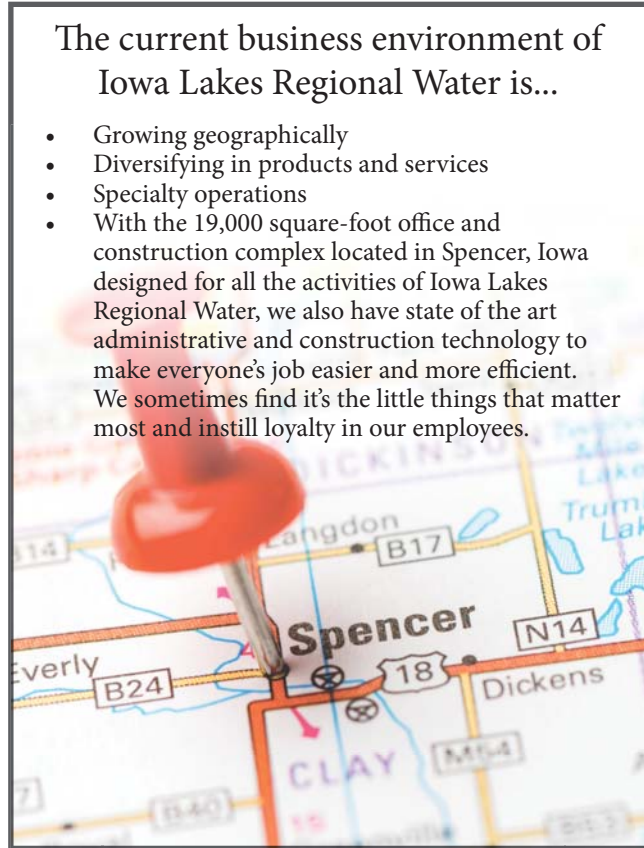 The current business environment of
Iowa Lakes Regional Water is...
• Growing geographically
• Diversifying in products and services
• Specialty operations
• With the 19,000 square-foot office and
construction complex located in Spencer, Iowa
designed for all the activities of Iowa Lakes
Regional Water, we also have state of the art
administrative and construction technology to
make everyone's job easier and more efficient.
We sometimes find it's the little things that matter
most and instill loyalty in our employees.
DICKINSON
Lake
Langdon
B17
Spencer
N14
Everly
B24
18
Dickens
CLAY
M54
B40